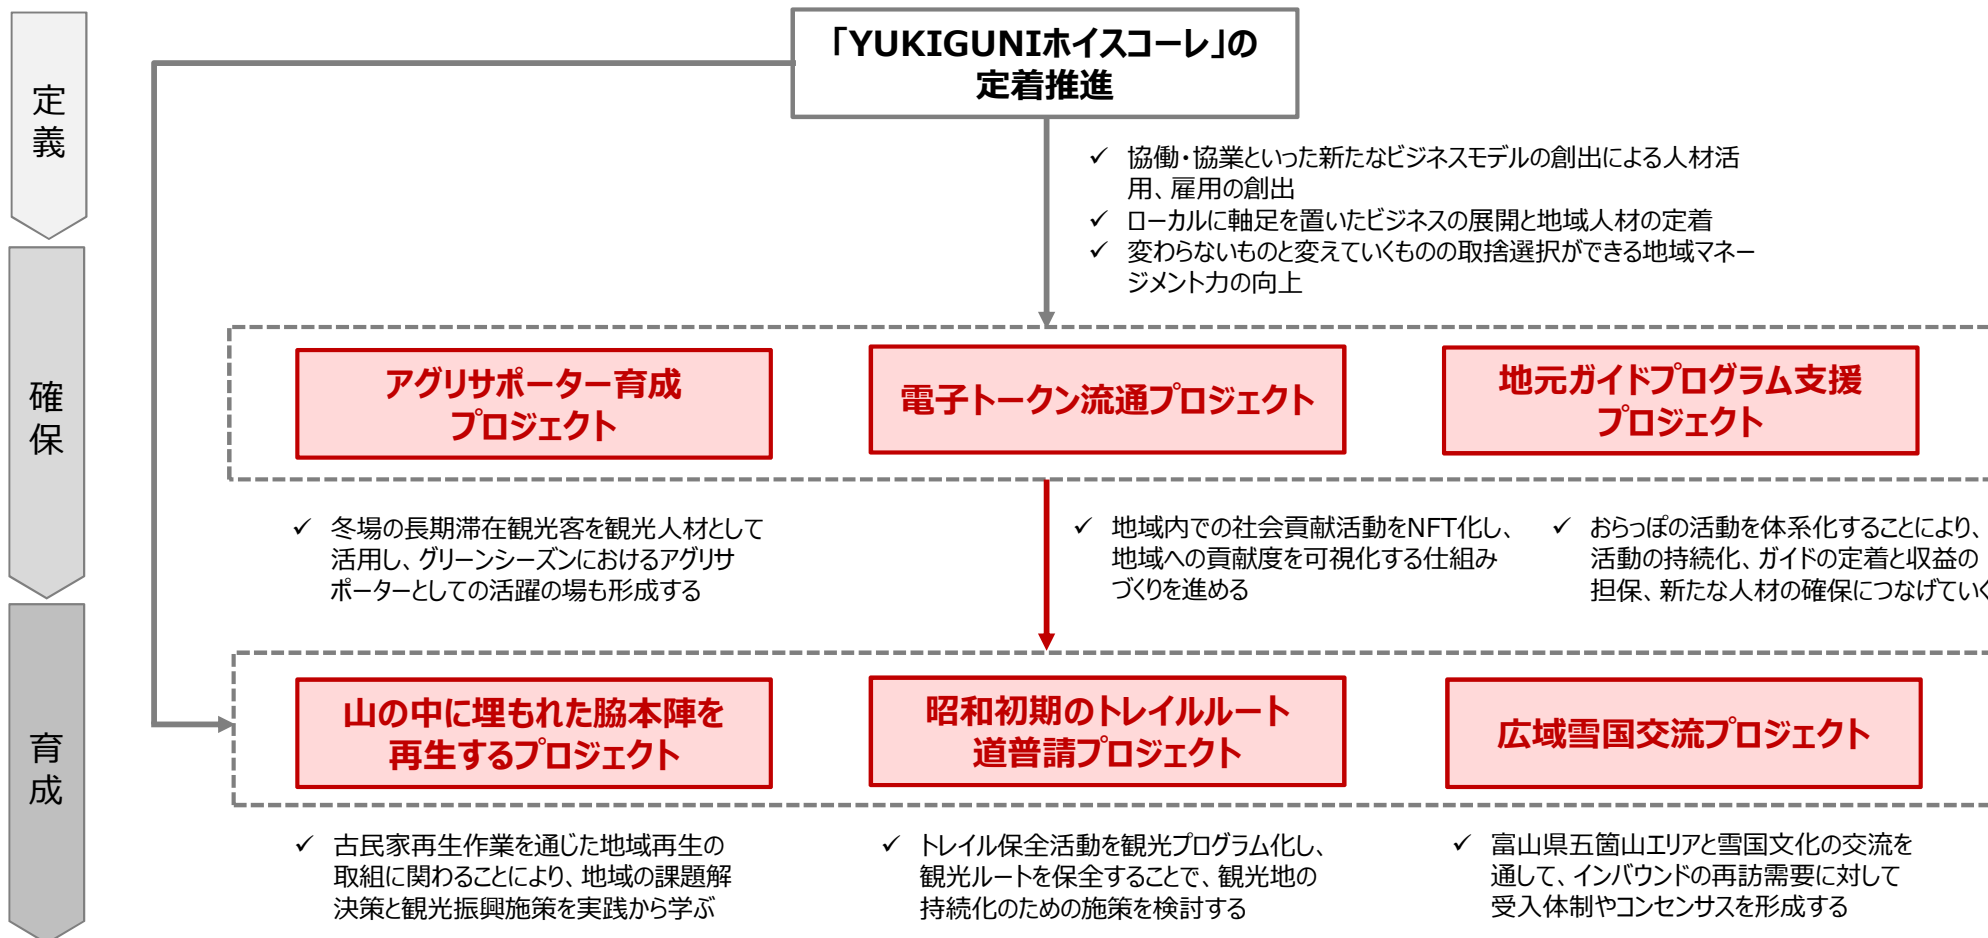 定義
「YUKIGUNIホイスコーレ」の
定着推進
✓ 協働・協業といった新たなビジネスモデルの創出による人材活
用、雇用の創出
✓ ローカルに軸足を置いたビジネスの展開と地域人材の定着
✓ 変わらないものと変えていくものの取捨選択ができる地域マネー
ジメント力の向上
確保
アグリサポーター育成
プロジェクト
電子トークン流通プロジェクト
地元ガイドプログラム支援
プロジェクト
✓ 冬場の長期滞在観光客を観光人材として
活用し、グリーンシーズンにおけるアグリサ
ポーターとしての活躍の場も形成する
✓ 地域内での社会貢献活動をNFT化し、
地域への貢献度を可視化する仕組み
づくりを進める
✓ おらっぽの活動を体系化することにより、
活動の持続化、ガイドの定着と収益の
担保、新たな人材の確保につなげていく
育成
山の中に埋もれた脇本陣を
再生するプロジェクト
昭和初期のトレイルルート
道普請プロジェクト
広域雪国交流プロジェクト
✓ 古民家再生作業を通じた地域再生の
取組に関わることにより、地域の課題解
決策と観光振興施策を実践から学ぶ
✓ トレイル保全活動を観光プログラム化し、
観光ルートを保全することで、観光地の
持続化のための施策を検討する
✓ 富山県五箇山エリアと雪国文化の交流を
通して、インバウンドの再訪需要に対して
受入体制やコンセンサスを形成する